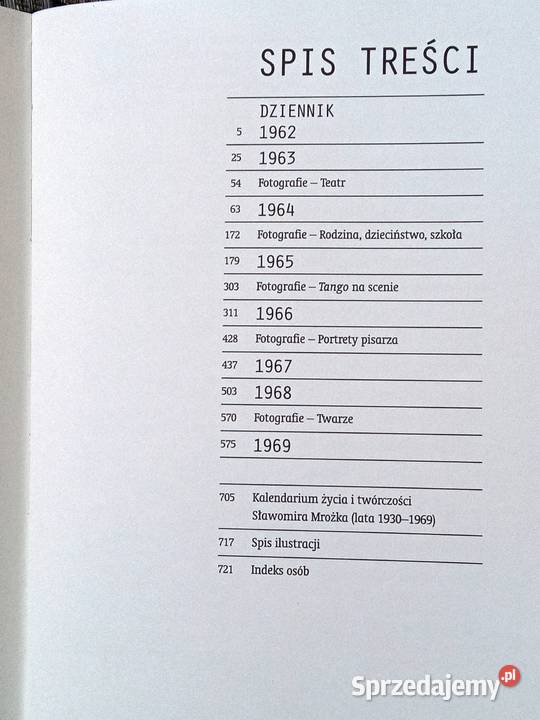 SPIS TREŚCI
DZIENNIK
5 1962
25 1963
54 Fotografie – Teatr
63 1964
172 Fotografie – Rodzina, dzieciństwo, szkoła
179 1965
303 Fotografie – Tango na scenie
311 1966
428 Fotografie – Portrety pisarza
437 1967
503 1968
570 Fotografie – Twarze
575 1969
705 Kalendarium życia i twórczości
Sławomira Mrożka (lata 1930–1969)
717 Spis ilustracji
721 Indeks osób
Sprzedajemy.pl